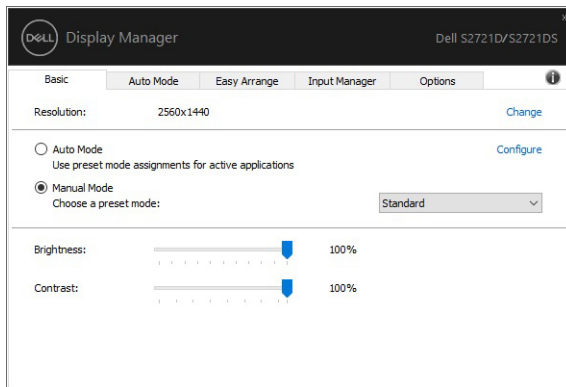 DELL Display Manager
Dell S2721D/S2721DS
Basic Auto Mode Easy Arrange Input Manager Options
Resolution: 2560x1440 Change
Auto Mode Configure
Use preset mode assignments for active applications
Manual Mode
Choose a preset mode: Standard
Brightness: 100%
Contrast: 100%